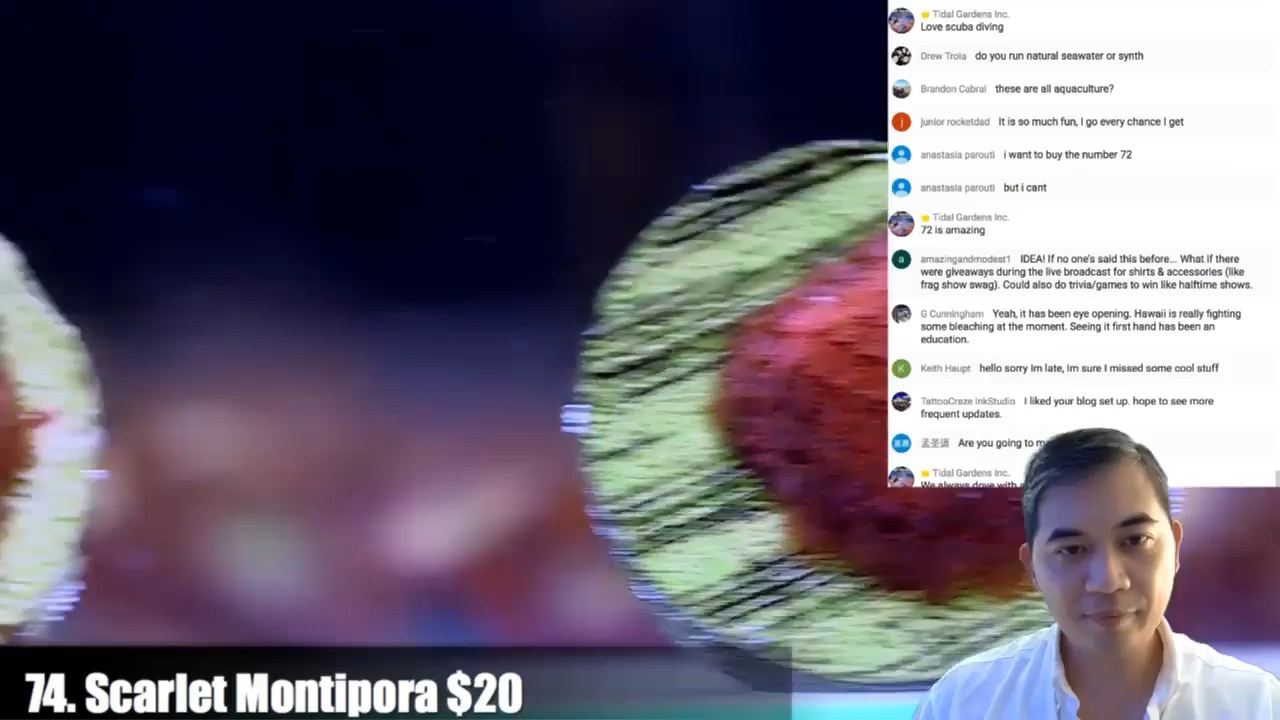 Tidal Gardens Inc.
Love scuba diving
Drew Troia do you run natural seawater or synth
Brandon Cabral these are all aquaculture?
j
junior rocketdad It is so much fun, I go every chance I get
anastasia parouti i want to buy the number 72
anastasia parouti but i cant
Tidal Gardens Inc.
72 is amazing
a
amazingandmodest1 IDEA! If no one's said this before... What if there
were giveaways during the live broadcast for shirts & accessories (like
frag show swag). Could also do trivia/games to win like halftime shows.
G Cunningham Yeah, it has been eye opening. Hawaii is really fighting
some bleaching at the moment. Seeing it first hand has been an
education.
K
Keith Haupt hello sorry Im late, Im sure I missed some cool stuff
TattooCraze InkStudio I liked your blog set up. hope to see more
frequent updates.
Are you going to
Tidal Gardens Inc.
We always dove with
74. Scarlet Montipora $20